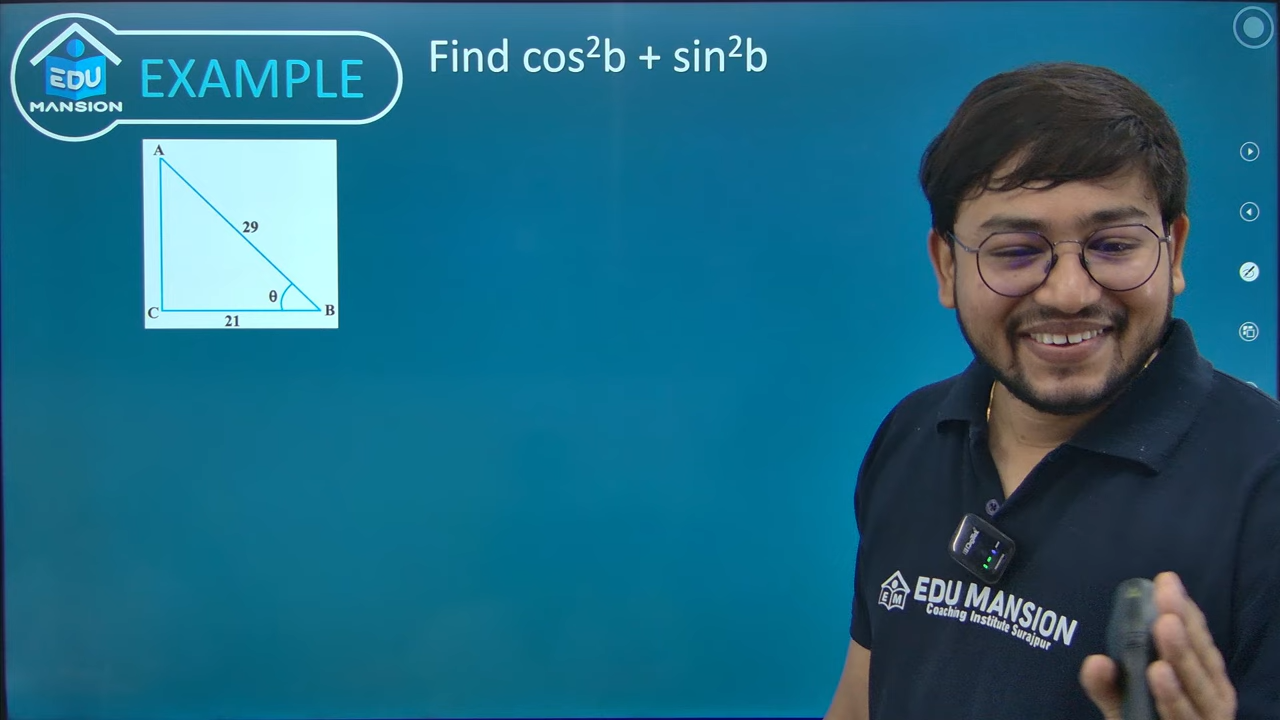 EDU
MANSION
EXAMPLE
Find cos²b + sin²b
A
29
θ
C
B
21
E M
EDU MANSION
Coaching Institute Surajpur